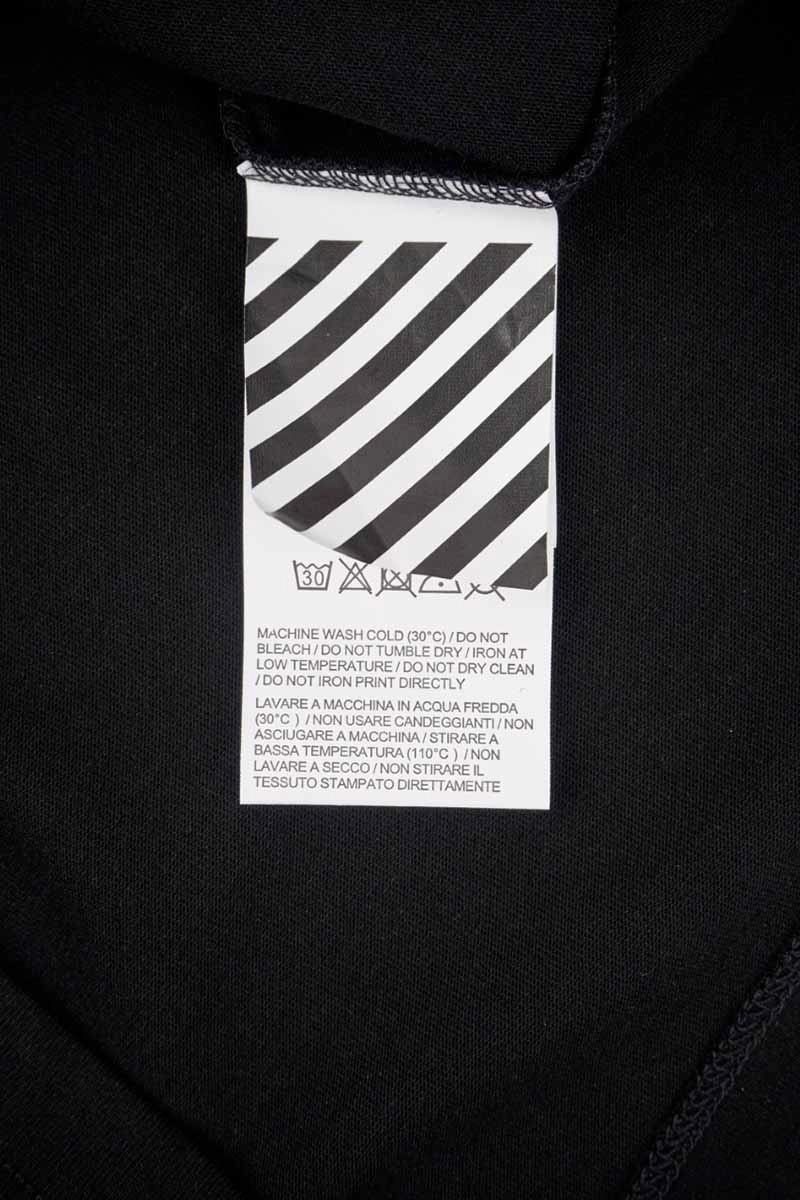 30
MACHINE WASH COLD (30°C) / DO NOT
BLEACH / DO NOT TUMBLE DRY / IRON AT
LOW TEMPERATURE / DO NOT DRY CLEAN
/ DO NOT IRON PRINT DIRECTLY
LAVARE A MACCHINA IN ACQUA FREDDA
(30°C ) / NON USARE CANDEGGIANTI / NON
ASCIUGARE A MACCHINA / STIRARE A
BASSA TEMPERATURA (110°C) / NON
LAVARE A SECCO / NON STIRARE IL
TESSUTO STAMPATO DIRETTAMENTE